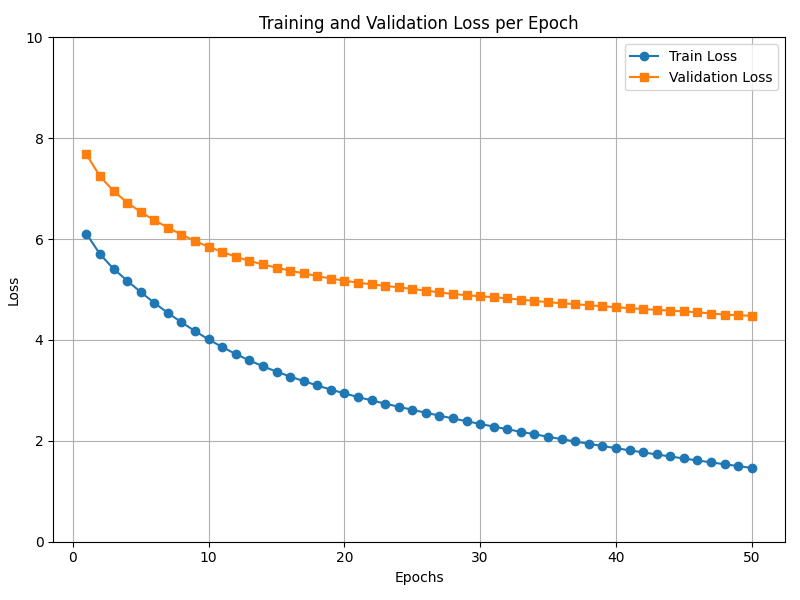 Training and Validation Loss per Epoch
Train Loss
Validation Loss
Loss
10
8
6
4
2
0
0 10 20 30 40 50
Epochs